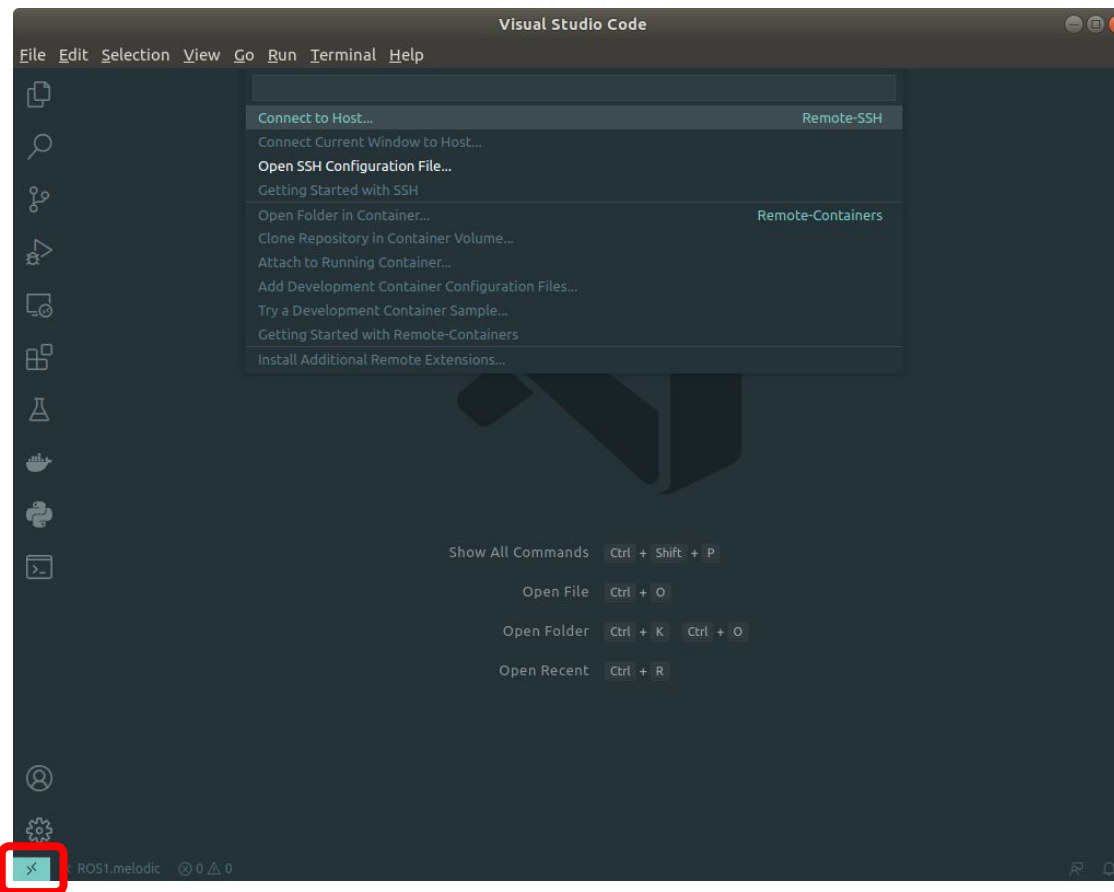 Visual Studio Code
File Edit Selection View Go Run Terminal Help
Connect to Host... Remote-SSH
Connect Current Window to Host...
Open SSH Configuration File...
Getting Started with SSH
Open Folder in Container... Remote-Containers
Clone Repository in Container Volume...
Attach to Running Container...
Add Development Container Configuration Files...
Try a Development Container Sample...
Getting Started with Remote-Containers
Install Additional Remote Extensions...
Show All Commands Ctrl + Shift + P
Open File Ctrl + O
Open Folder Ctrl + K Ctrl + O
Open Recent Ctrl + R
ROS1.melodic 0 0